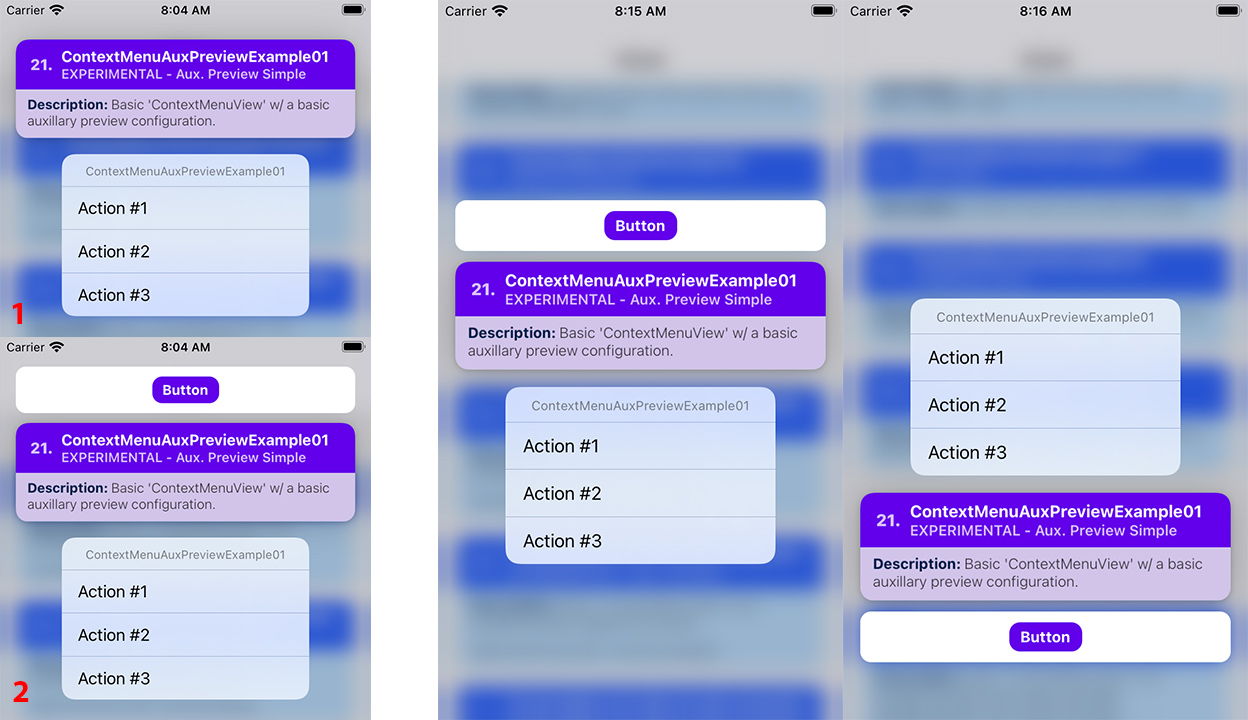 Carrier 8:04 AM
21. ContextMenuAuxPreviewExample01
EXPERIMENTAL - Aux. Preview Simple
Description: Basic 'ContextMenuView' w/ a basic
auxillary preview configuration.
ContextMenuAuxPreviewExample01
Action #1
Action #2
Action #3
1
Carrier 8:04 AM
Button
21. ContextMenuAuxPreviewExample01
EXPERIMENTAL - Aux. Preview Simple
Description: Basic 'ContextMenuView' w/ a basic
auxillary preview configuration.
ContextMenuAuxPreviewExample01
Action #1
Action #2
Action #3
2
Carrier 8:15 AM
Button
21. ContextMenuAuxPreviewExample01
EXPERIMENTAL - Aux. Preview Simple
Description: Basic 'ContextMenuView' w/ a basic
auxillary preview configuration.
ContextMenuAuxPreviewExample01
Action #1
Action #2
Action #3
Carrier 8:16 AM
ContextMenuAuxPreviewExample01
Action #1
Action #2
Action #3
21. ContextMenuAuxPreviewExample01
EXPERIMENTAL - Aux. Preview Simple
Description: Basic 'ContextMenuView' w/ a basic
auxillary preview configuration.
Button